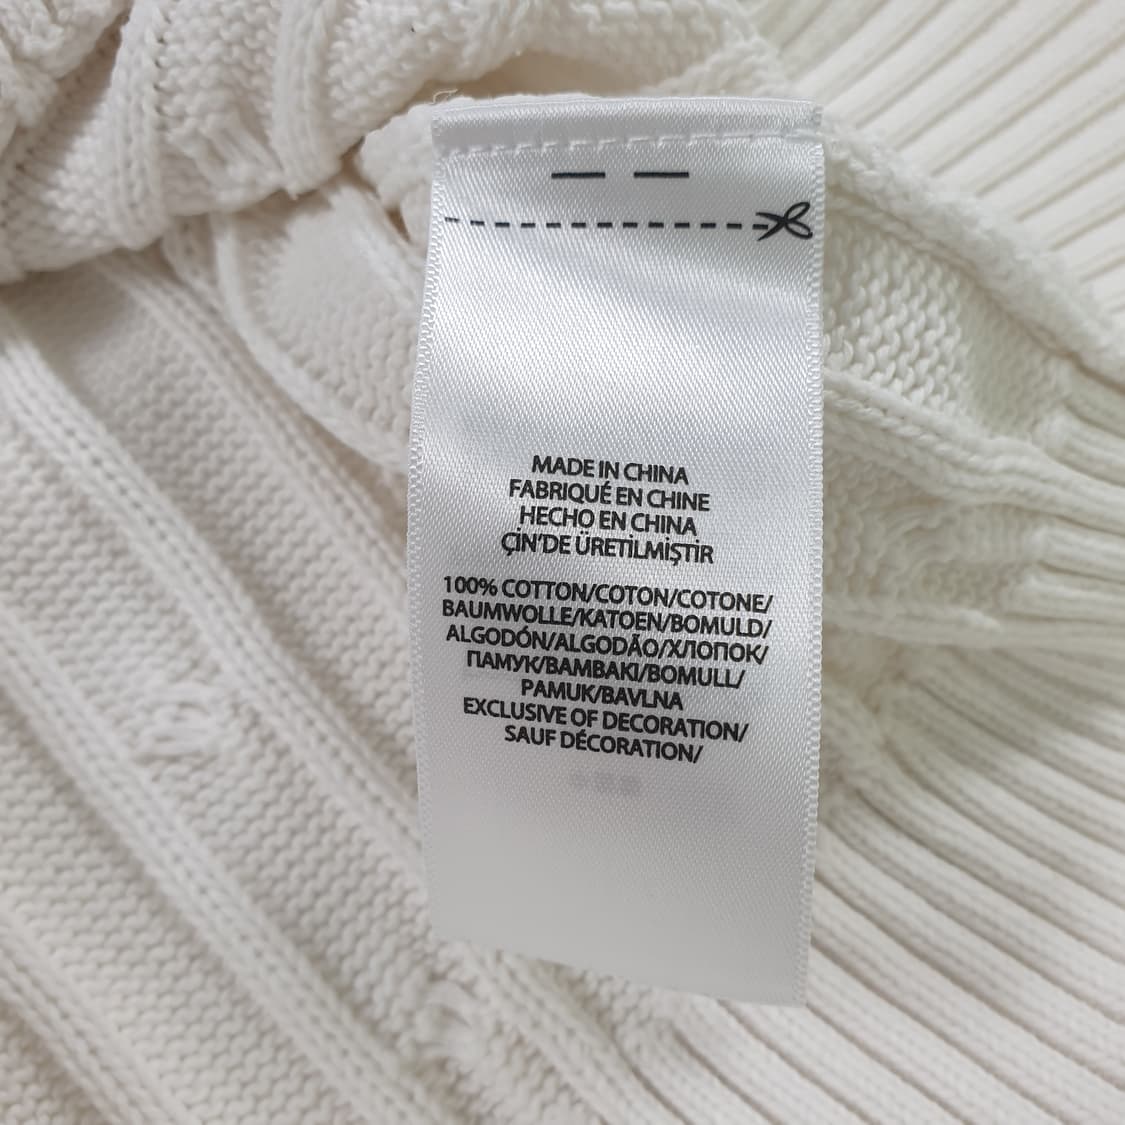 MADE IN CHINA
FABRIQUÉ EN CHINE
HECHO EN CHINA
ÇİN'DE ÜRETİLMİŞTİR
100% COTTON/COTON/COTONE/
BAUMWOLLE/KATOEN/BOMULD/
ALGODÓN/ALGODÃO/ХЛОПОК/
ПАМУК/BAMBAKI/BOMULL/
PAMUK/BAVLNA
EXCLUSIVE OF DECORATION/
SAUF DÉCORATION/